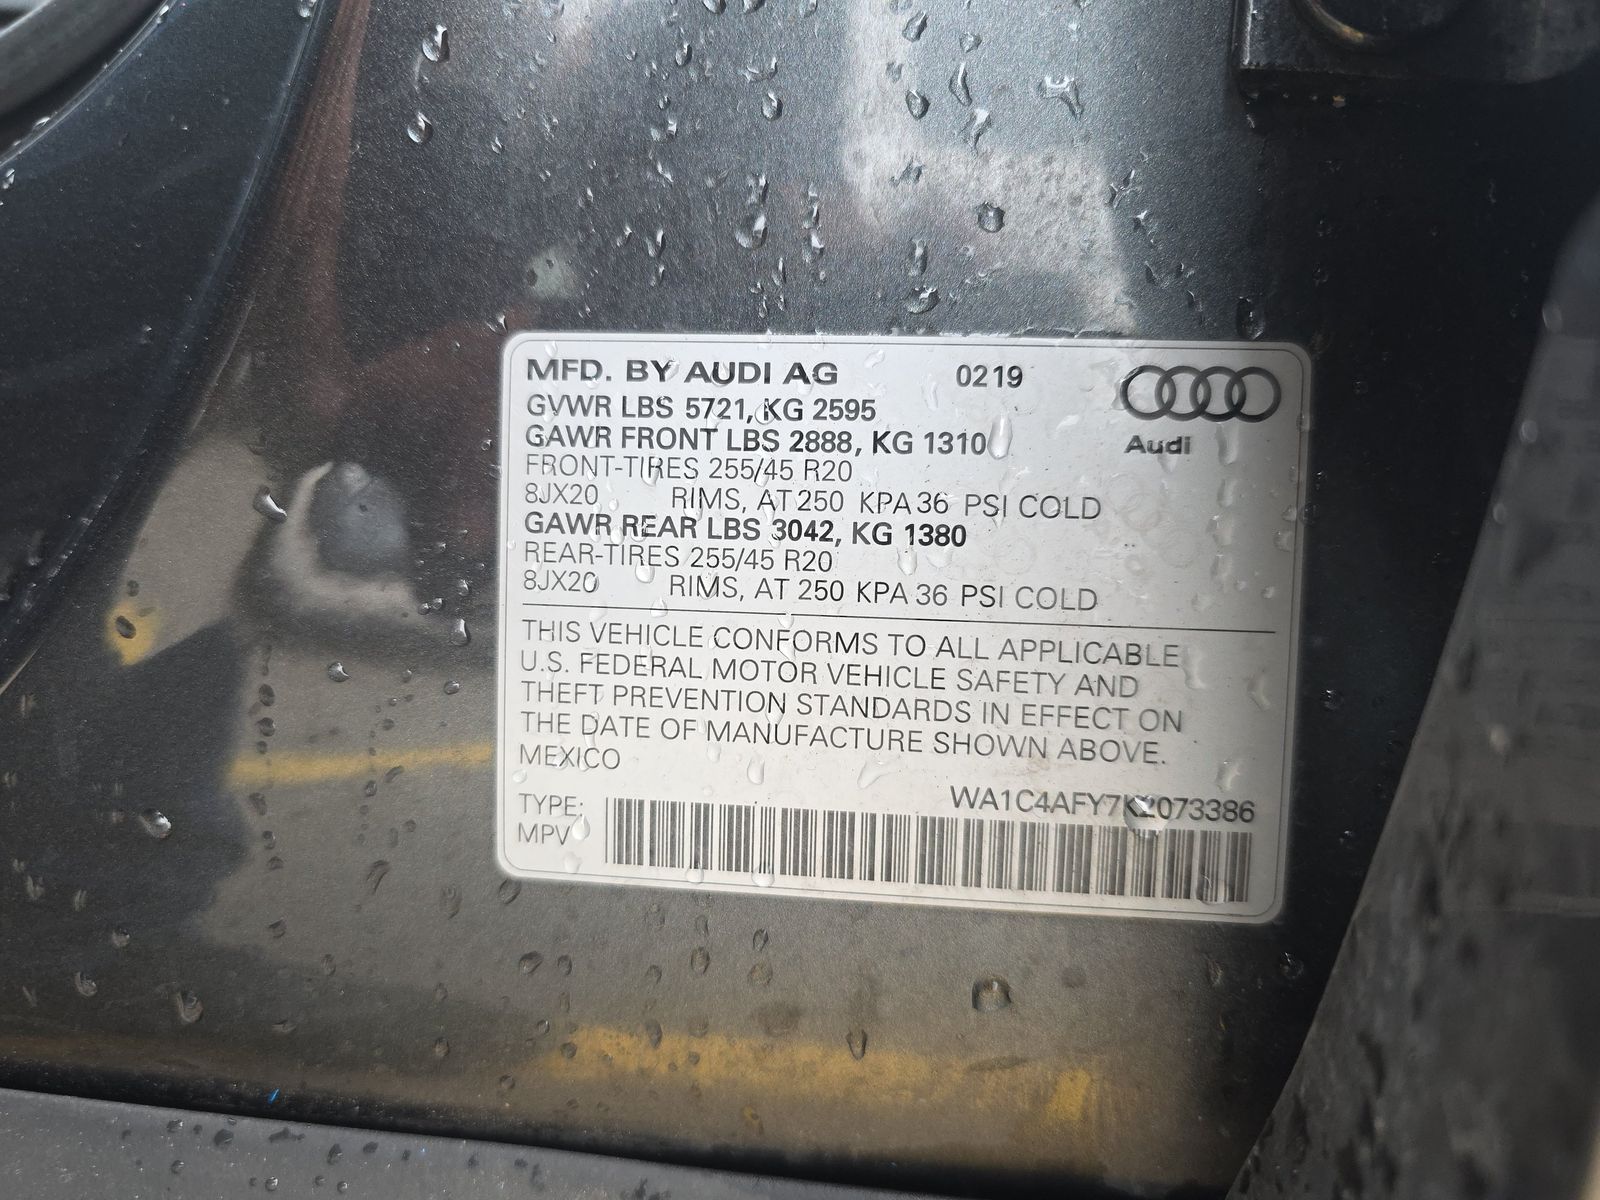 MFD. BY AUDI AG 0219
GVWR LBS 5721, KG 2595
GAWR FRONT LBS 2888, KG 1310
Audi
FRONT-TIRES 255/45 R20
8JX20 RIMS, AT 250 KPA 36 PSI COLD
GAWR REAR LBS 3042, KG 1380
REAR-TIRES 255/45 R20
8JX20 RIMS, AT 250 KPA 36 PSI COLD
THIS VEHICLE CONFORMS TO ALL APPLICABLE
U.S. FEDERAL MOTOR VEHICLE SAFETY AND
THEFT PREVENTION STANDARDS IN EFFECT ON
THE DATE OF MANUFACTURE SHOWN ABOVE.
MEXICO
WA1C4AFY7K2073386
TYPE:
MPV